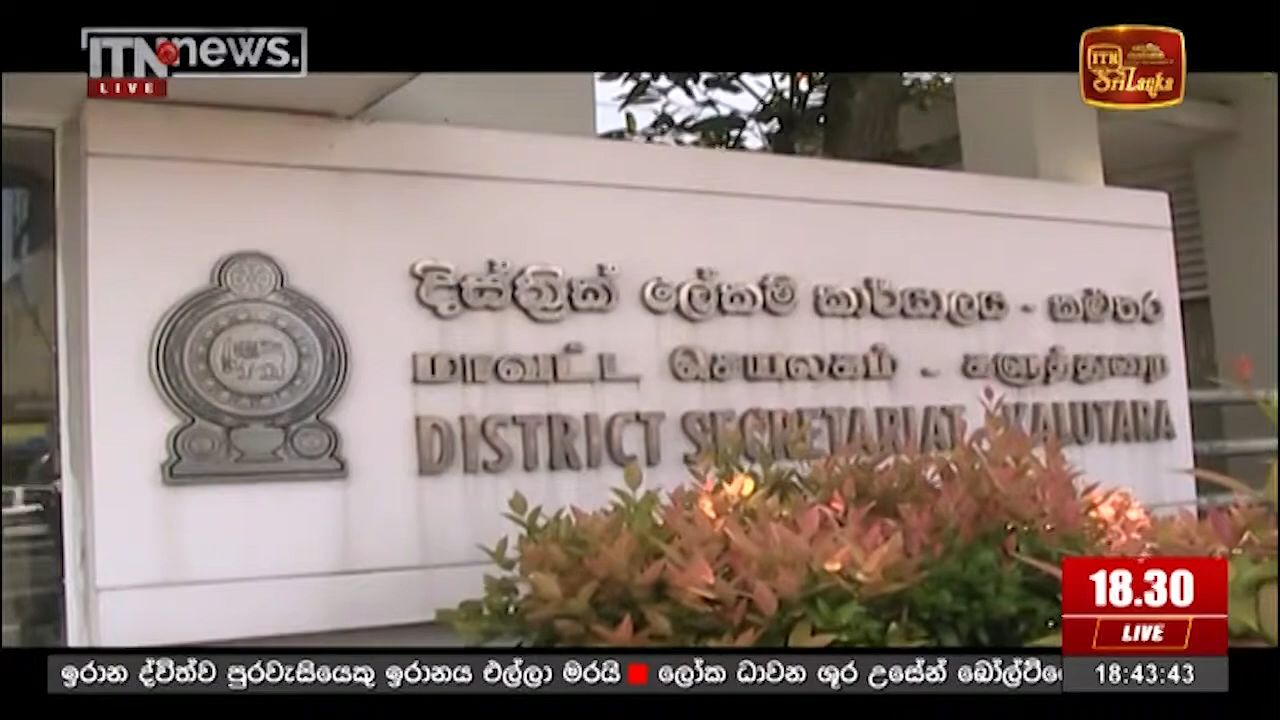 ITN news.
LIVE
ITN
Sri Lanka
දිස්ත්‍රික් ලේකම් කාර්යාලය - කළුතර
மாவட்ட செயலகம் - களுத்துறை
DISTRICT SECRETARIAT KALUTARA
18.30
LIVE
ඉරාන ද්විත්ව පුරවැසියෙකු ඉරානය එල්ලා මරයි ලෝක ධාවන ශූර උසේන් බෝල්ට්
18:43:43